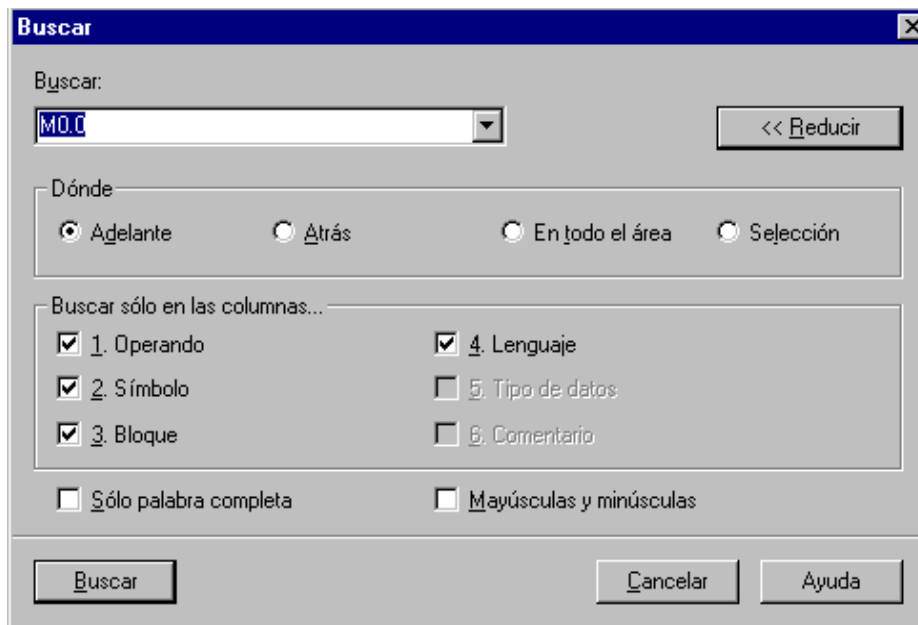 Buscar
Buscar:
M0.0
<< Reducir
Dónde
Adelante Atrás En todo el área Selección
Buscar sólo en las columnas...
1. Operando 4. Lenguaje
2. Símbolo 5. Tipo de datos
3. Bloque 6. Comentario
Sólo palabra completa Mayúsculas y minúsculas
Buscar Cancelar Ayuda